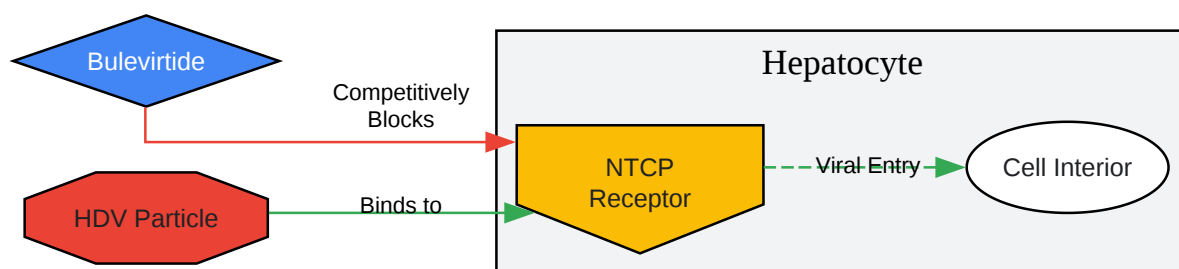 Bulevirtide
Hepatocyte
Competitively
Blocks
NTCP
Receptor
Viral Entry
Cell Interior
HDV Particle
Binds to